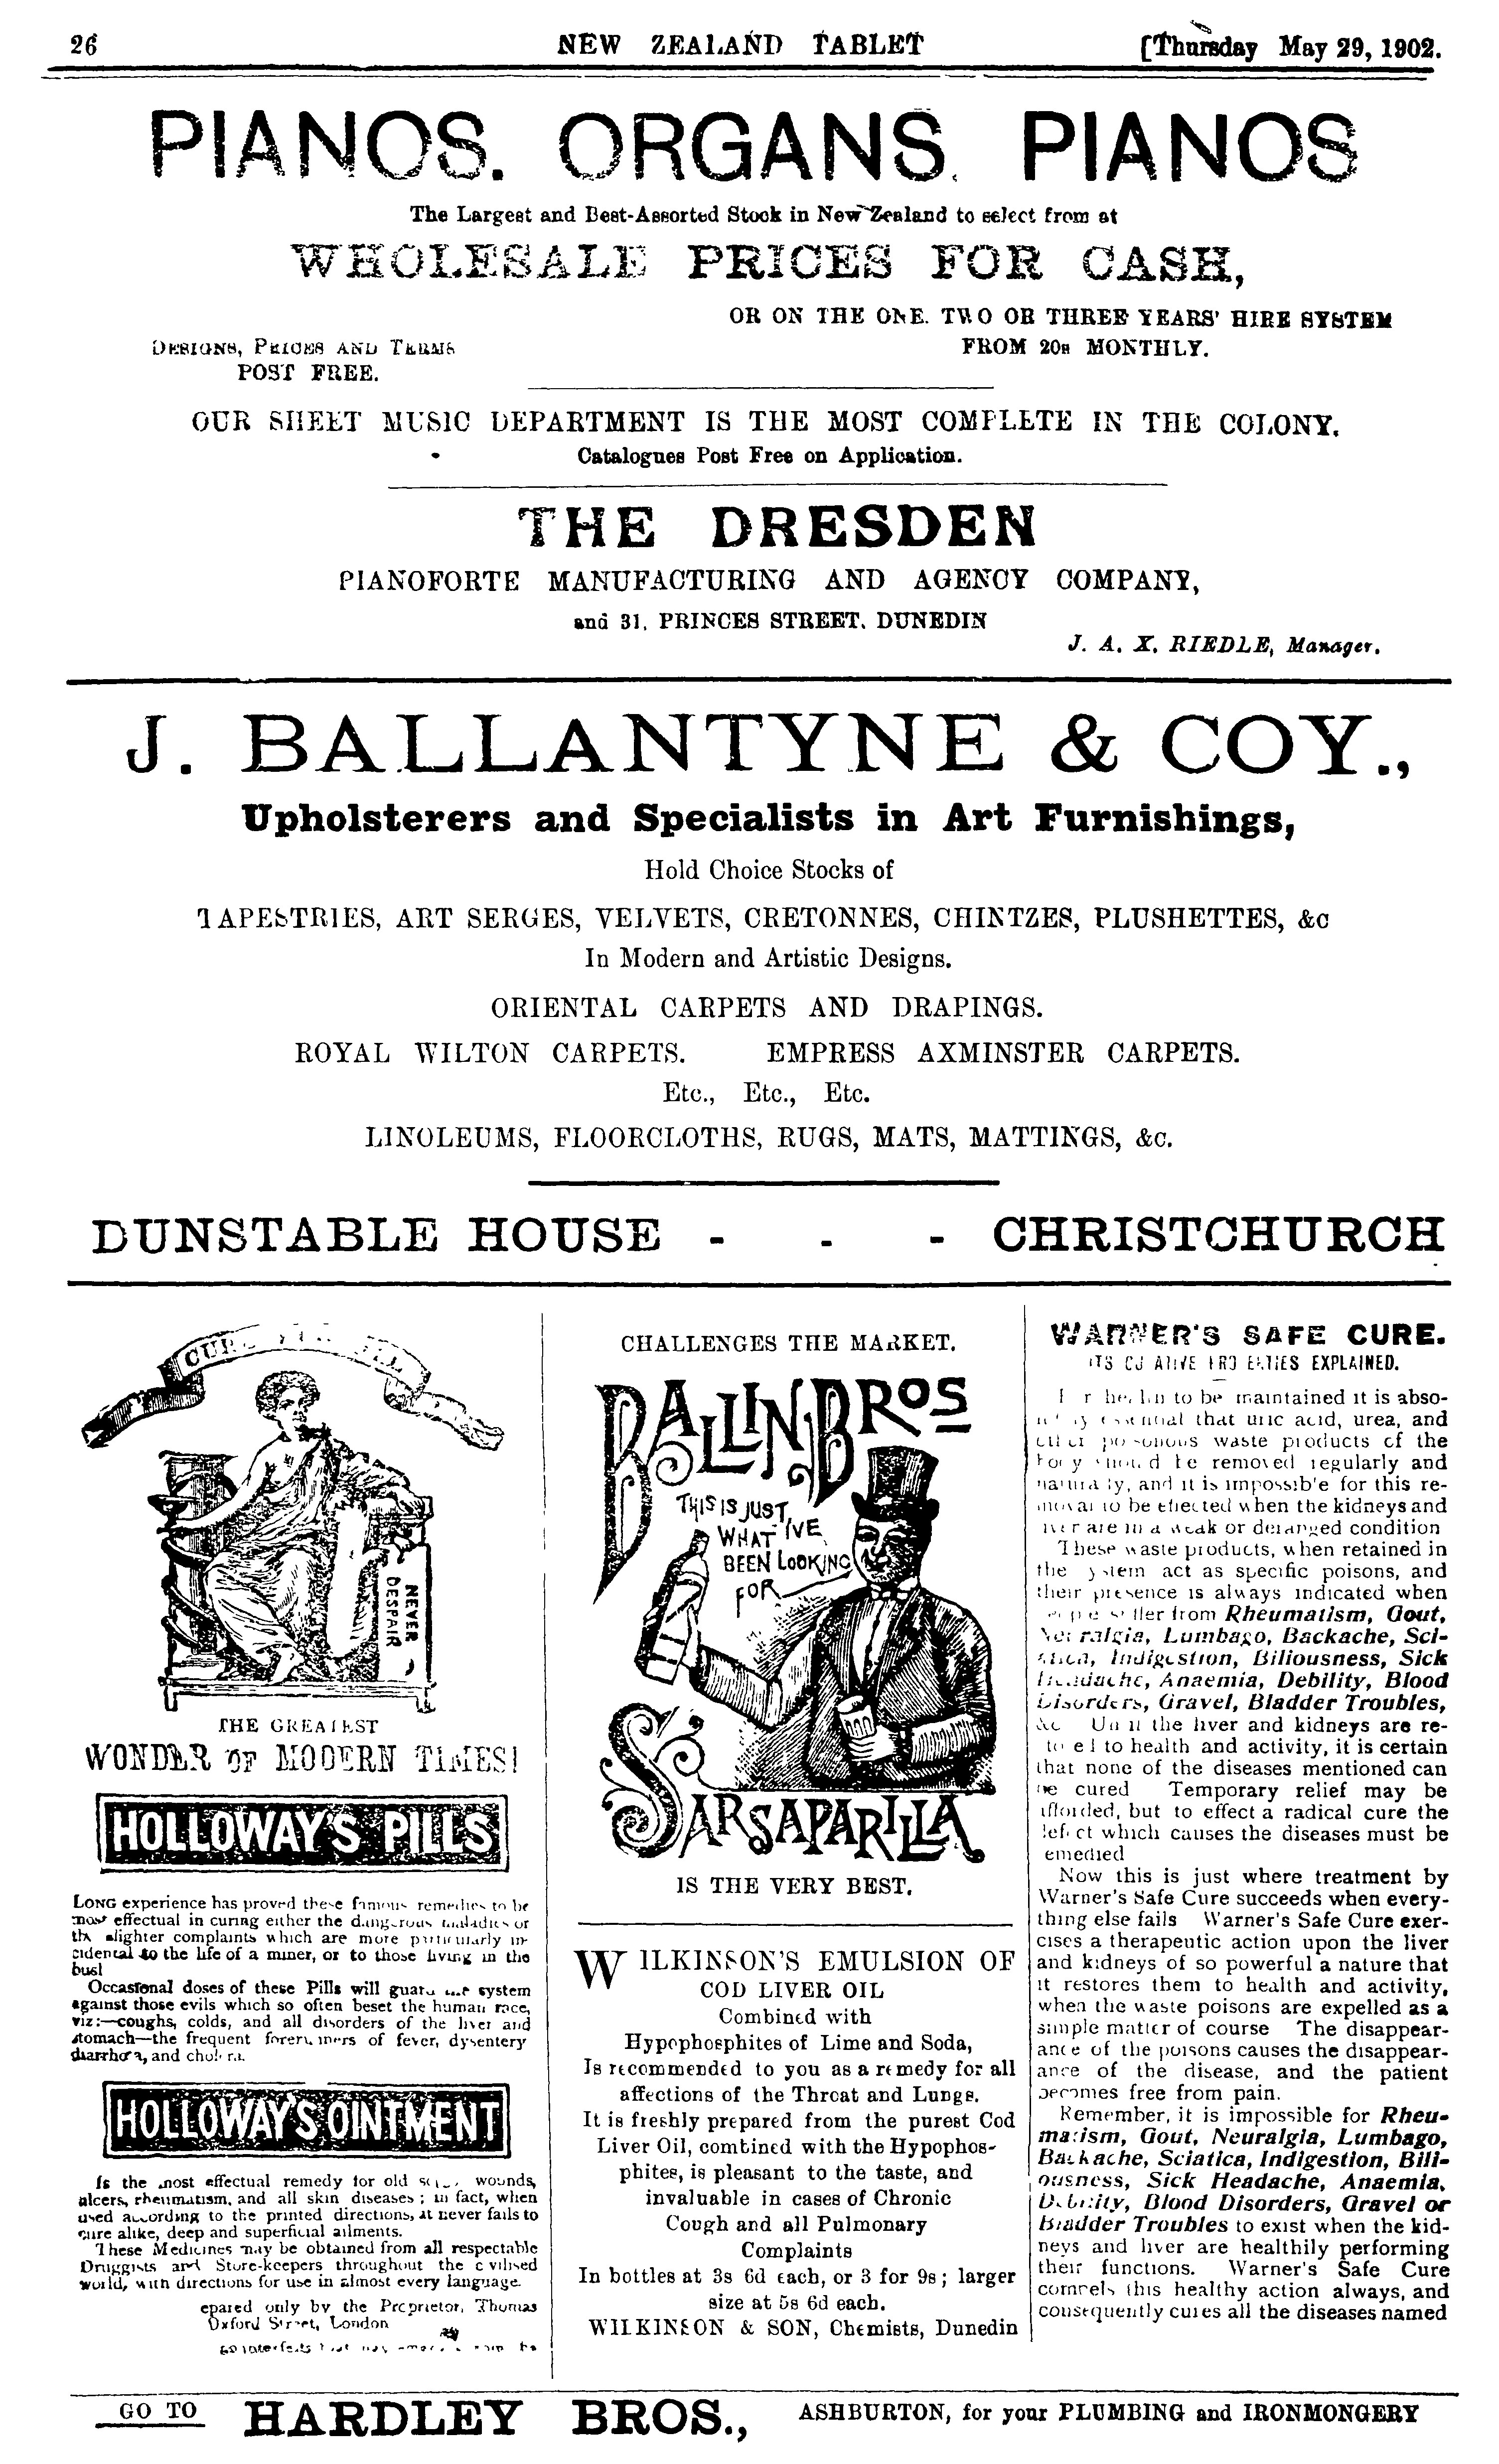 26 NEW ZEALAND TABLET [Thursday May 29, 1902.
PIANOS. ORGANS. PIANOS
The Largest and Best-Assorted Stock in New Zealand to select from at
WHOLESALE PRICES FOR CASH,
OR ON THE ONE. TWO OR THREE YEARS' HIRE SYSTEM
FROM 20s MONTHLY.
DESIGNS, PRICES AND TERMS
POST FREE.
OUR SHEET MUSIC DEPARTMENT IS THE MOST COMPLETE IN THE COLONY.
Catalogues Post Free on Application.
THE DRESDEN
PIANOFORTE MANUFACTURING AND AGENCY COMPANY,
and 31, PRINCES STREET. DUNEDIN
J. A. X. RIEDLE, Manager.
J. BALLANTYNE & COY.,
Upholsterers and Specialists in Art Furnishings,
Hold Choice Stocks of
TAPESTRIES, ART SERGES, VELVETS, CRETONNES, CHINTZES, PLUSHETTES, &c
In Modern and Artistic Designs.
ORIENTAL CARPETS AND DRAPINGS.
ROYAL WILTON CARPETS. EMPRESS AXMINSTER CARPETS.
Etc., Etc., Etc.
LINOLEUMS, FLOORCLOTHS, RUGS, MATS, MATTINGS, &c.
DUNSTABLE HOUSE - - - CHRISTCHURCH
NEVER
DESPAIR
THE GREATEST
WONDER OF MODERN TIMES!
HOLLOWAY'S PILLS
LONG experience has proved these famous remedies to be
most effectual in curing either the dangerous maladies or
the slighter complaints which are more particularly in-
cidental to the life of a miner, or to those living in the
bush
Occasional doses of these Pills will guard the system
against those evils which so often beset the human race,
viz:—coughs, colds, and all disorders of the liver and
stomach—the frequent forerunners of fever, dysentery
diarrhœa, and cholera.
HOLLOWAY'S OINTMENT
Is the most effectual remedy for old wounds,
ulcers, rheumatism, and all skin diseases; in fact, when
used according to the printed directions, it never fails to
cure alike, deep and superficial ailments.
These Medicines may be obtained from all respectable
Druggists and Store-keepers throughout the civilised
world, with directions for use in almost every language.
epared only by the Proprietor, Thomas
Oxford Street, London
CHALLENGES THE MARKET.
BALLIN BROS
THIS IS JUST
WHAT I'VE
BEEN LOOKING
FOR
SARSAPARILLA
IS THE VERY BEST.
WILKINSON'S EMULSION OF
COD LIVER OIL
Combined with
Hypophosphites of Lime and Soda,
Is recommended to you as a remedy for all
affections of the Throat and Lungs.
It is freshly prepared from the purest Cod
Liver Oil, combined with the Hypophos-
phites, is pleasant to the taste, and
invaluable in cases of Chronic
Cough and all Pulmonary
Complaints
In bottles at 3s 6d each, or 3 for 9s; larger
size at 5s 6d each.
WILKINSON & SON, Chemists, Dunedin
WARNER'S SAFE CURE.
ITS EXPLAINED.
to be maintained it is abso-
essential that uric acid, urea, and
other poisonous waste products of the
body should be removed regularly and
naturally, and it is impossible for this re-
moval to be effected when the kidneys and
liver are in a weak or deranged condition
These waste products, when retained in
the system act as specific poisons, and
their presence is always indicated when
suffer from Rheumatism, Gout,
Neuralgia, Lumbago, Backache, Sci-
atica, Indigestion, Biliousness, Sick
Headache, Anaemia, Debility, Blood
Disorders, Gravel, Bladder Troubles,
&c Until the liver and kidneys are re-
to health and activity, it is certain
that none of the diseases mentioned can
be cured Temporary relief may be
afforded, but to effect a radical cure the
defect which causes the diseases must be
emedied
Now this is just where treatment by
Warner's Safe Cure succeeds when every-
thing else fails Warner's Safe Cure exer-
cises a therapeutic action upon the liver
and kidneys of so powerful a nature that
it restores them to health and activity,
when the waste poisons are expelled as a
simple matter of course The disappear-
ance of the poisons causes the disappear-
ance of the disease, and the patient
becomes free from pain.
Remember, it is impossible for Rheu-
matism, Gout, Neuralgia, Lumbago,
Backache, Sciatica, Indigestion, Bili-
ousness, Sick Headache, Anaemia,
Debility, Blood Disorders, Gravel or
Bladder Troubles to exist when the kid-
neys and liver are healthily performing
their functions. Warner's Safe Cure
compels this healthy action always, and
consequently cures all the diseases named
GO TO HARDLEY BROS., ASHBURTON, for your PLUMBING and IRONMONGERY